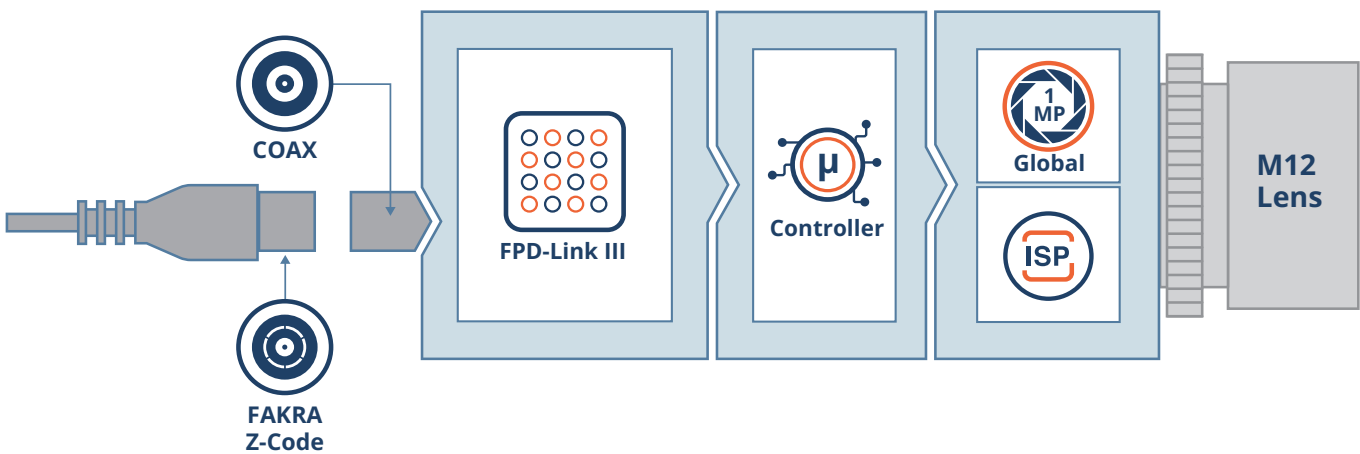 COAX
FAKRA
Z-Code
FPD-Link III
µ
Controller
1
MP
Global
ISP
M12
Lens